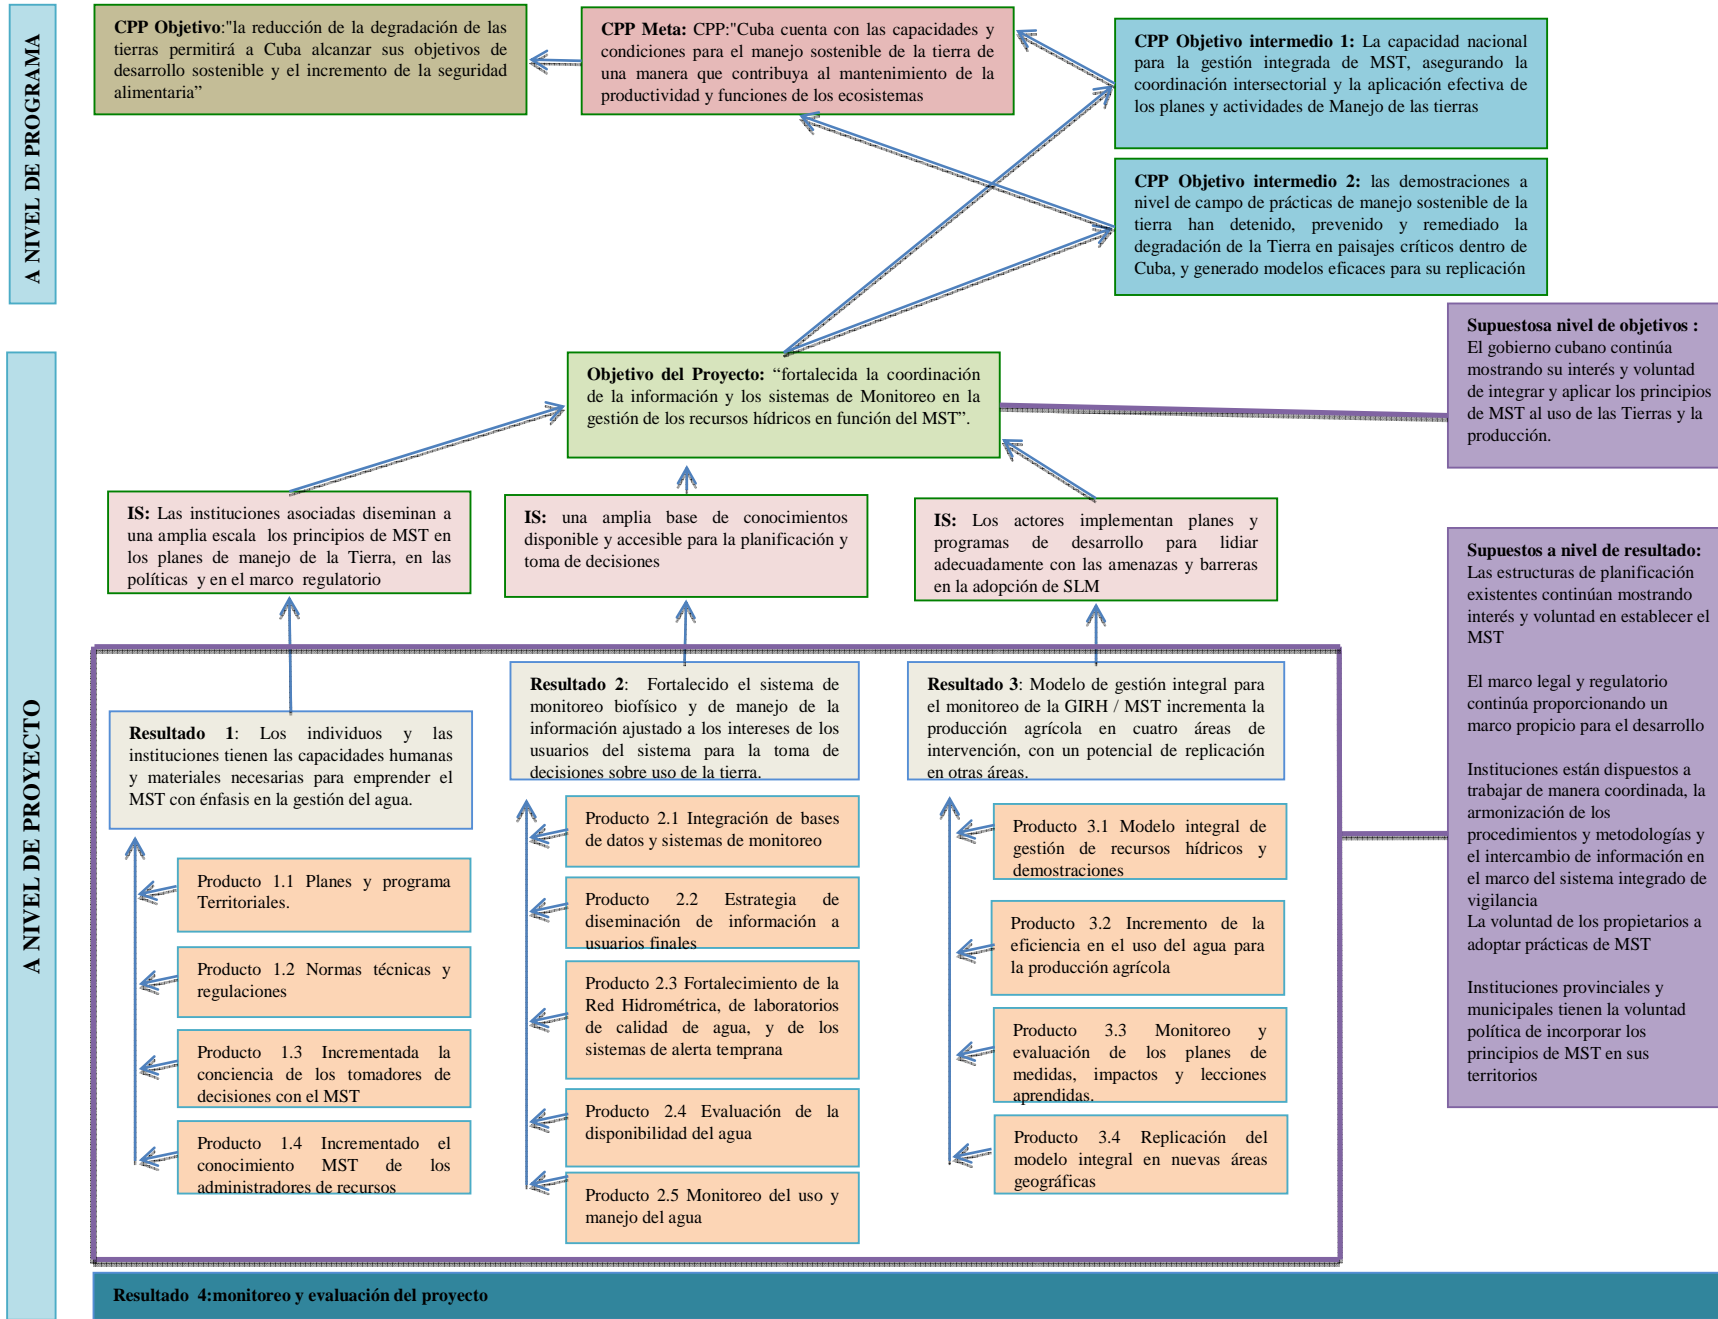 A NIVEL DE PROGRAMA
CPP Objetivo:"la reducción de la degradación de las
tierras permitirá a Cuba alcanzar sus objetivos de
desarrollo sostenible y el incremento de la seguridad
alimentaria”
CPP Meta: CPP:"Cuba cuenta con las capacidades y
condiciones para el manejo sostenible de la tierra de
una manera que contribuya al mantenimiento de la
productividad y funciones de los ecosistemas
CPP Objetivo intermedio 1: La capacidad nacional
para la gestión integrada de MST, asegurando la
coordinación intersectorial y la aplicación efectiva de
los planes y actividades de Manejo de las tierras
CPP Objetivo intermedio 2: las demostraciones a
nivel de campo de prácticas de manejo sostenible de la
tierra han detenido, prevenido y remediado la
degradación de la Tierra en paisajes críticos dentro de
Cuba, y generado modelos eficaces para su replicación
A NIVEL DE PROYECTO
Objetivo del Proyecto: “fortalecida la coordinación
de la información y los sistemas de Monitoreo en la
gestión de los recursos hídricos en función del MST”.
Supuestosa nivel de objetivos :
El gobierno cubano continúa
mostrando su interés y voluntad
de integrar y aplicar los principios
de MST al uso de las Tierras y la
producción.
IS: Las instituciones asociadas diseminan a
una amplia escala los principios de MST en
los planes de manejo de la Tierra, en las
políticas y en el marco regulatorio
IS: una amplia base de conocimientos
disponible y accesible para la planificación y
toma de decisiones
IS: Los actores implementan planes y
programas de desarrollo para lidiar
adecuadamente con las amenazas y barreras
en la adopción de SLM
Supuestos a nivel de resultado:
Las estructuras de planificación
existentes continúan mostrando
interés y voluntad en establecer el
MST
El marco legal y regulatorio
continúa proporcionando un
marco propicio para el desarrollo
Instituciones están dispuestos a
trabajar de manera coordinada, la
armonización de los
procedimientos y metodologías y
el intercambio de información en
el marco del sistema integrado de
vigilancia
La voluntad de los propietarios a
adoptar prácticas de MST
Instituciones provinciales y
municipales tienen la voluntad
política de incorporar los
principios de MST en sus
territorios
Resultado 1: Los individuos y las
instituciones tienen las capacidades humanas
y materiales necesarias para emprender el
MST con énfasis en la gestión del agua.
Producto 1.1 Planes y programa
Territoriales.
Producto 1.2 Normas técnicas y
regulaciones
Producto 1.3 Incrementada la
conciencia de los tomadores de
decisiones con el MST
Producto 1.4 Incrementado el
conocimiento MST de los
administradores de recursos
Resultado 2: Fortalecido el sistema de
monitoreo biofísico y de manejo de la
información ajustado a los intereses de los
usuarios del sistema para la toma de
decisiones sobre uso de la tierra.
Producto 2.1 Integración de bases
de datos y sistemas de monitoreo
Producto 2.2 Estrategia de
diseminación de información a
usuarios finales
Producto 2.3 Fortalecimiento de la
Red Hidrométrica, de laboratorios
de calidad de agua, y de los
sistemas de alerta temprana
Producto 2.4 Evaluación de la
disponibilidad del agua
Producto 2.5 Monitoreo del uso y
manejo del agua
Resultado 3: Modelo de gestión integral para
el monitoreo de la GIRH / MST incrementa la
producción agrícola en cuatro áreas de
intervención, con un potencial de replicación
en otras áreas.
Producto 3.1 Modelo integral de
gestión de recursos hídricos y
demostraciones
Producto 3.2 Incremento de la
eficiencia en el uso del agua para
la producción agrícola
Producto 3.3 Monitoreo y
evaluación de los planes de
medidas, impactos y lecciones
aprendidas.
Producto 3.4 Replicación del
modelo integral en nuevas áreas
geográficas
Resultado 4:monitoreo y evaluación del proyecto